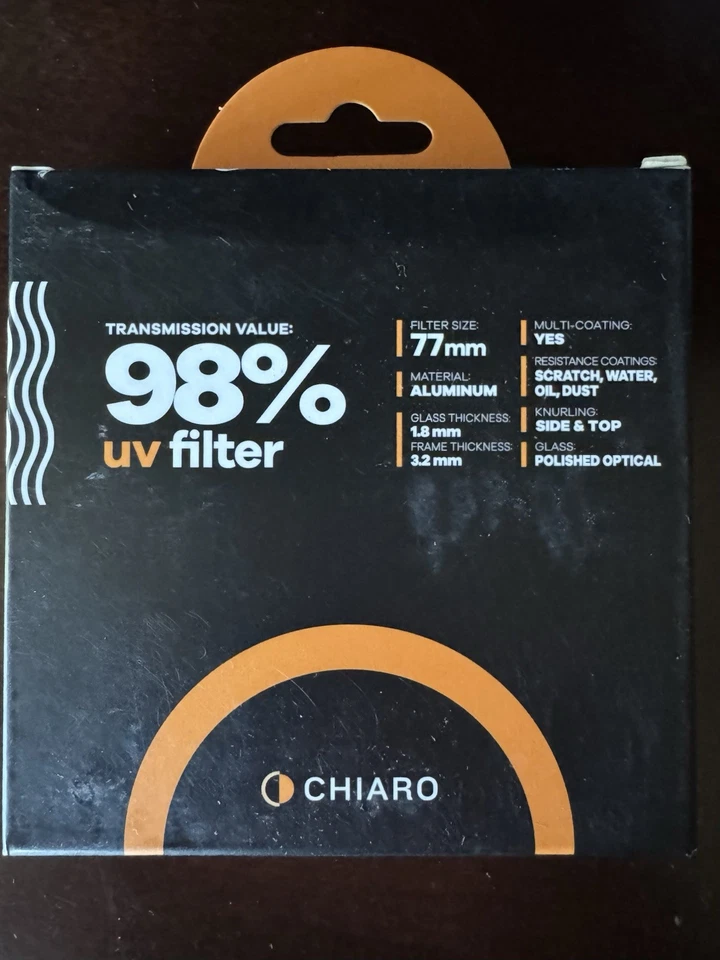 TRANSMISSION VALUE:
98%
uv filter
FILTER SIZE:
77mm
MATERIAL:
ALUMINUM
GLASS THICKNESS:
1.8 mm
FRAME THICKNESS:
3.2 mm
MULTI-COATING:
YES
RESISTANCE COATINGS:
SCRATCH, WATER,
OIL, DUST
KNURLING:
SIDE & TOP
GLASS:
POLISHED OPTICAL
CHIARO